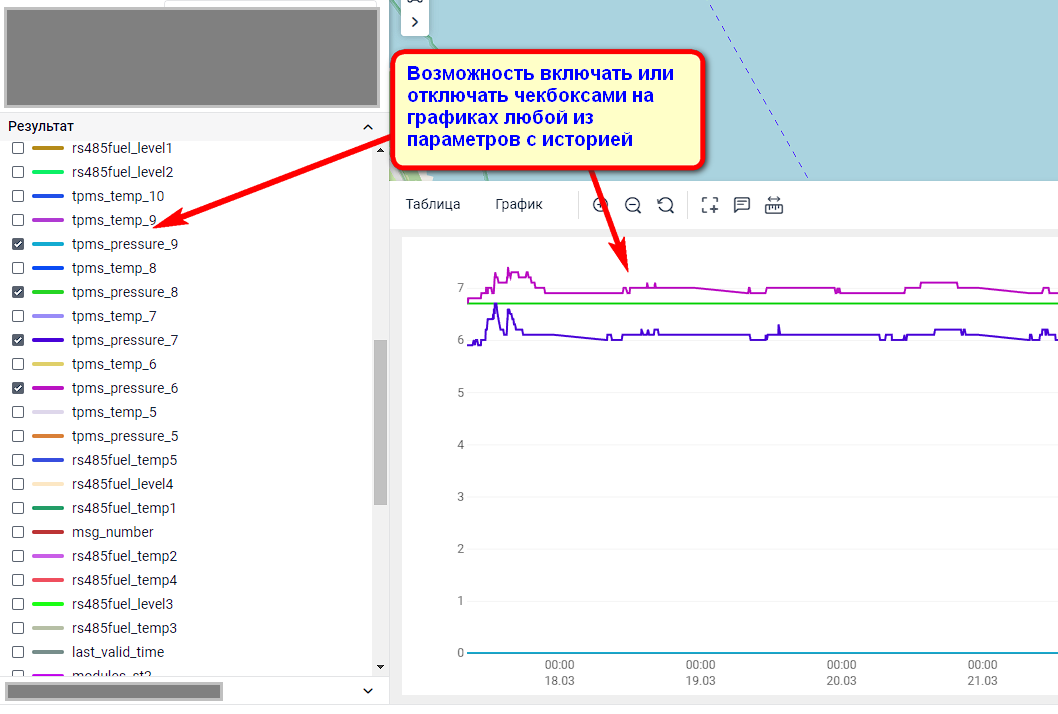 Возможность включать или
отключать чекбоксами на
графиках любой из
параметров с историей
Результат
rs485fuel_level1
rs485fuel_level2
tpms_temp_10
tpms_temp_9
tpms_pressure_9
tpms_temp_8
tpms_pressure_8
tpms_temp_7
tpms_pressure_7
tpms_temp_6
tpms_pressure_6
tpms_temp_5
tpms_pressure_5
rs485fuel_temp5
rs485fuel_level4
rs485fuel_temp1
msg_number
rs485fuel_temp2
rs485fuel_temp4
rs485fuel_level3
rs485fuel_temp3
last_valid_time
Таблица График
7
6
5
4
3
2
1
0
00:00 00:00 00:00 00:00
18.03 19.03 20.03 21.03